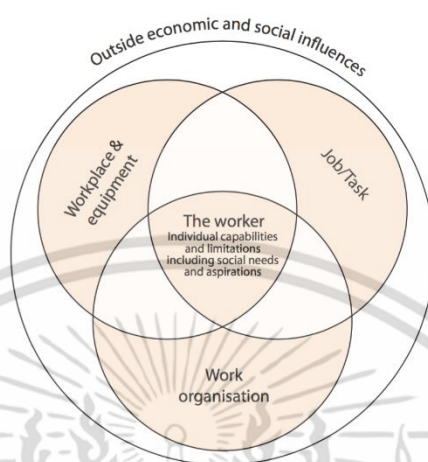 Outside economic and social influences
Workplace &
equipment
Job/Task
The worker
Individual capabilities
and limitations
including social needs
and aspirations
Work
organisation